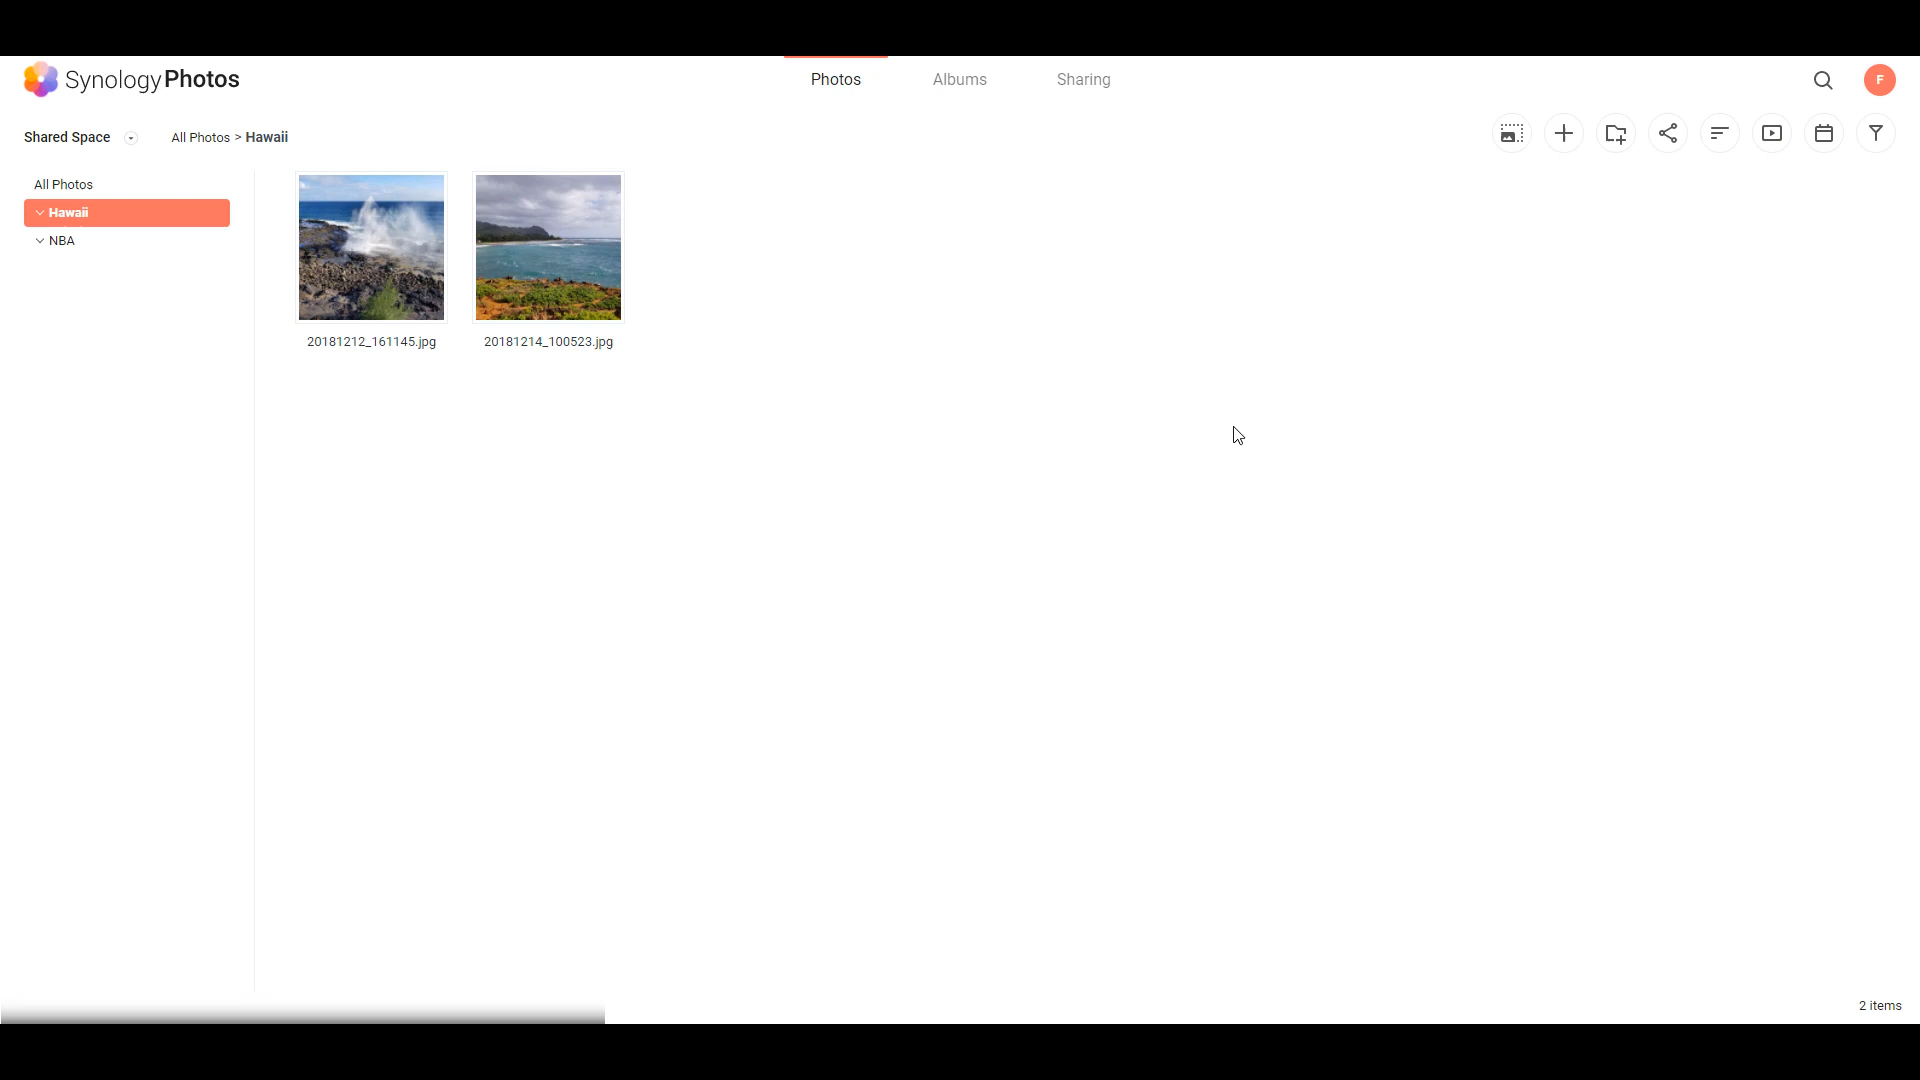 Synology Photos
Photos
Albums
Sharing
F
Shared Space
All Photos > Hawaii
All Photos
Hawaii
NBA
20181212_161145.jpg
20181214_100523.jpg
2 items